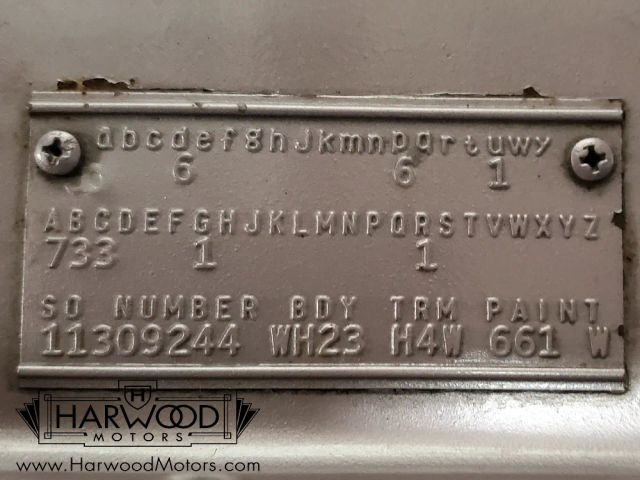 abcdefghJkmnpqrtuwy
6 6 1
ABCDEFGHJKLMNPQRSTVWXYZ
733 1 1
SO NUMBER BDY TRM PAINT
11309244 WH23 H4W 661 W
H
HARWOOD
MOTORS
www.HarwoodMotors.com